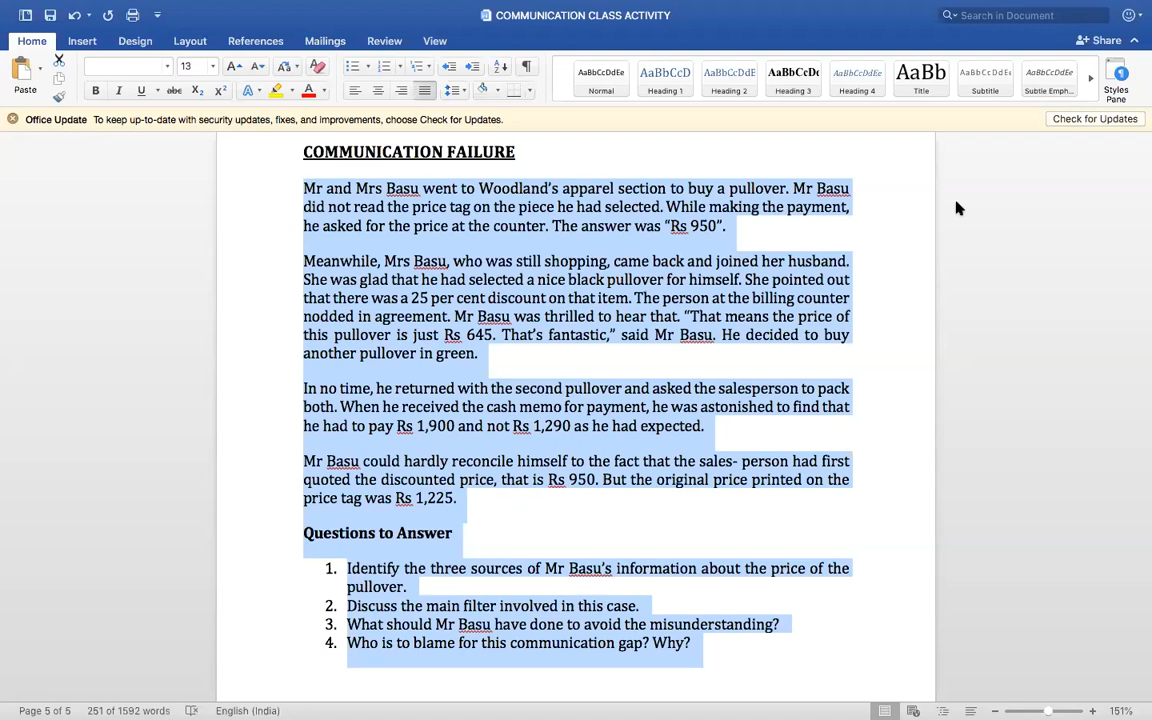 COMMUNICATION CLASS ACTIVITY
Search in Document
Home Insert Design Layout References Mailings Review View Share
Paste
13
AaBbCcDdEe AaBbCcD AaBbCcDdE AaBbCcDc AaBbCcDdEe AaBb AaBbCcDdEe AaBbCcDdEe
Normal Heading 1 Heading 2 Heading 3 Heading 4 Title Subtitle Subtle Emph... Styles Pane
Office Update To keep up-to-date with security updates, fixes, and improvements, choose Check for Updates. Check for Updates
COMMUNICATION FAILURE
Mr and Mrs Basu went to Woodland's apparel section to buy a pullover. Mr Basu
did not read the price tag on the piece he had selected. While making the payment,
he asked for the price at the counter. The answer was “Rs 950”.
Meanwhile, Mrs Basu, who was still shopping, came back and joined her husband.
She was glad that he had selected a nice black pullover for himself. She pointed out
that there was a 25 per cent discount on that item. The person at the billing counter
nodded in agreement. Mr Basu was thrilled to hear that. “That means the price of
this pullover is just Rs 645. That's fantastic,” said Mr Basu. He decided to buy
another pullover in green.
In no time, he returned with the second pullover and asked the salesperson to pack
both. When he received the cash memo for payment, he was astonished to find that
he had to pay Rs 1,900 and not Rs 1,290 as he had expected.
Mr Basu could hardly reconcile himself to the fact that the sales- person had first
quoted the discounted price, that is Rs 950. But the original price printed on the
price tag was Rs 1,225.
Questions to Answer
1. Identify the three sources of Mr Basu's information about the price of the
pullover.
2. Discuss the main filter involved in this case.
3. What should Mr Basu have done to avoid the misunderstanding?
4. Who is to blame for this communication gap? Why?
Page 5 of 5 251 of 1592 words English (India) 151%